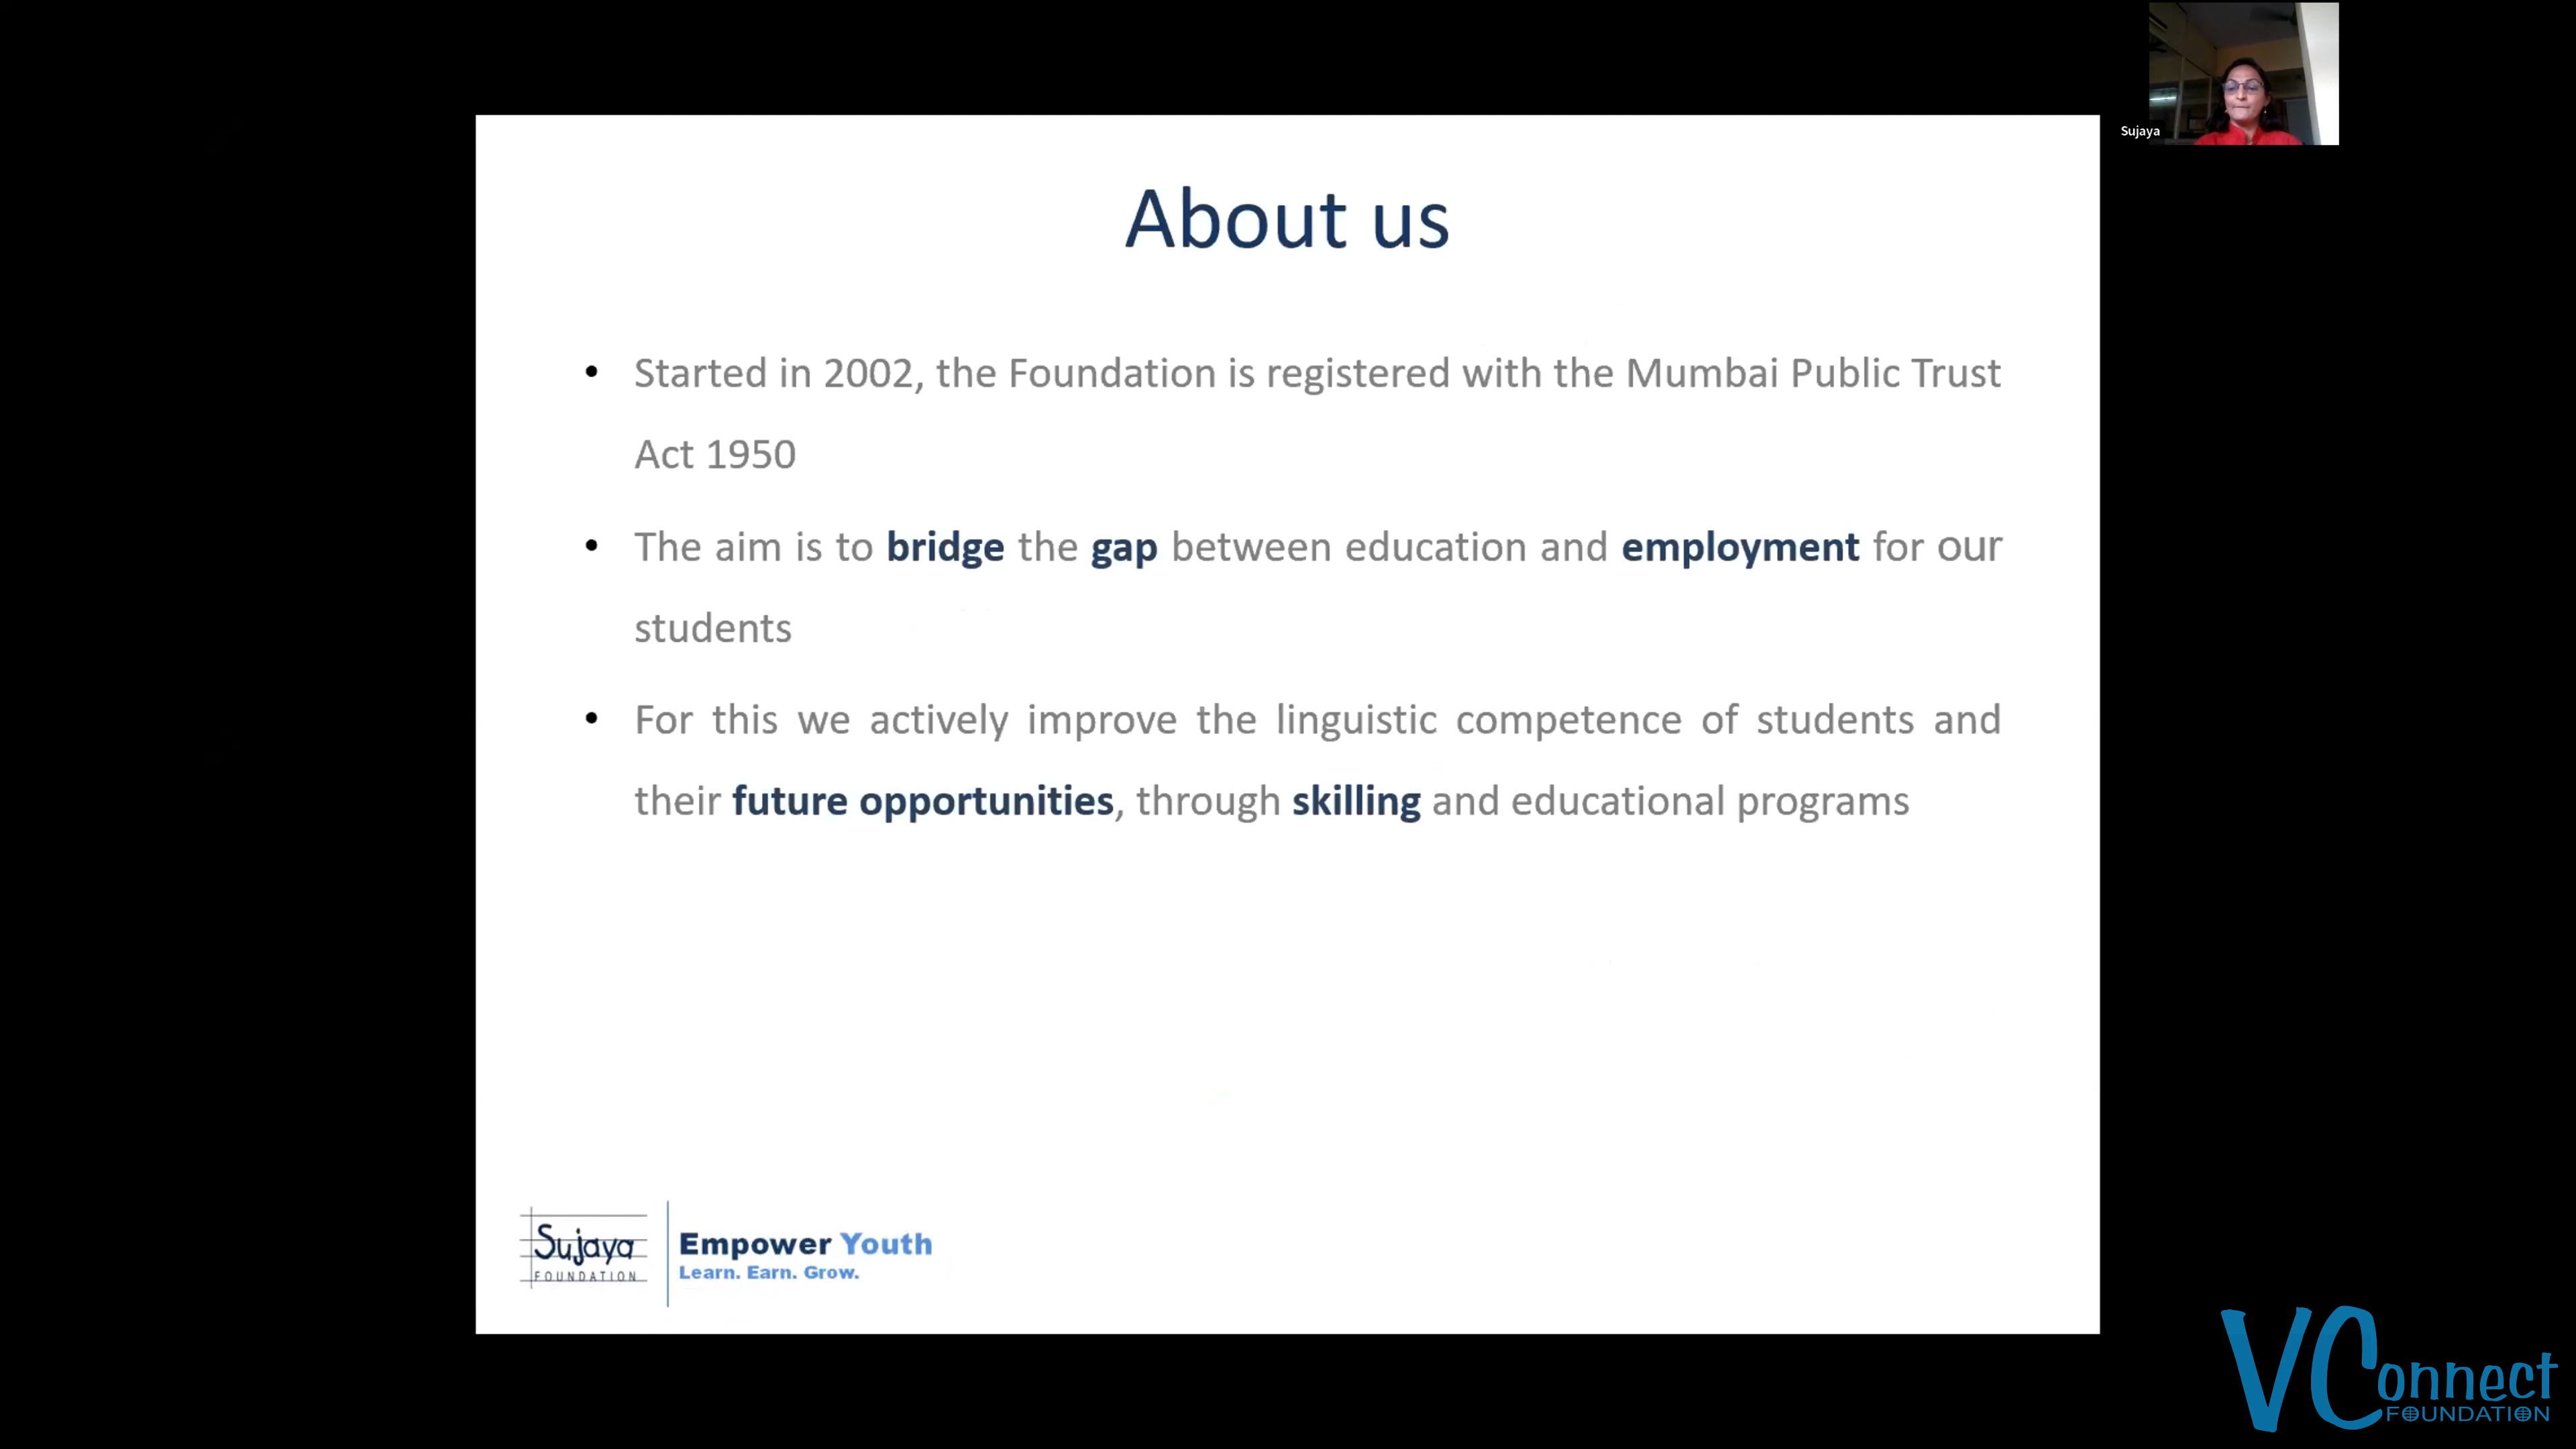 Sujaya
About us
• Started in 2002, the Foundation is registered with the Mumbai Public Trust
Act 1950
• The aim is to bridge the gap between education and employment for our
students
• For this we actively improve the linguistic competence of students and
their future opportunities, through skilling and educational programs
Sujaya
FOUNDATION
Empower Youth
Learn. Earn. Grow.
VConnect
FOUNDATION